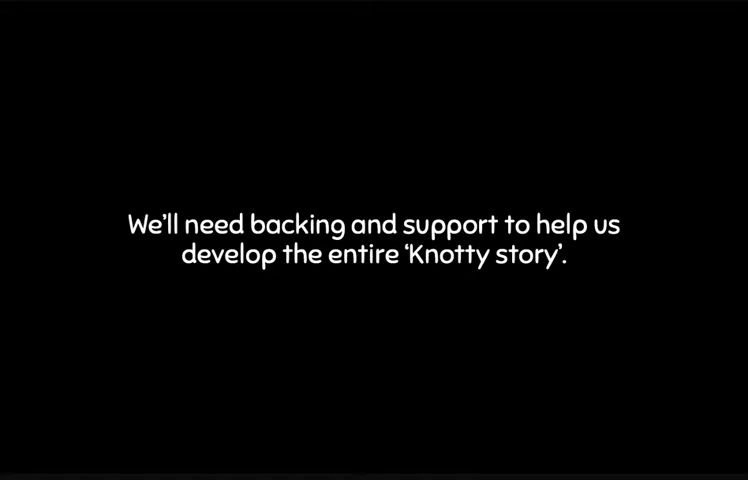 We’ll need backing and support to help us
develop the entire ‘Knotty story’.